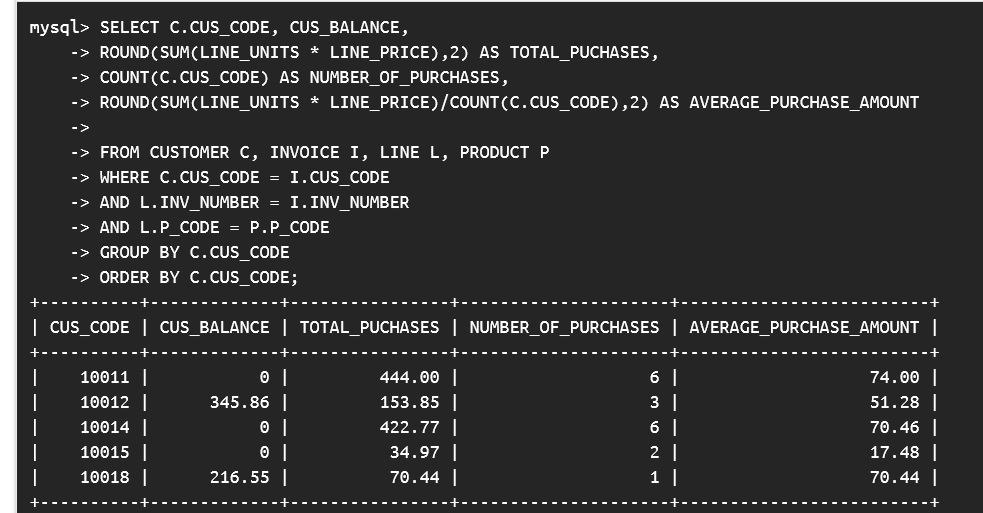 mysql> SELECT C.CUS_CODE, CUS_BALANCE,
    -> ROUND(SUM(LINE_UNITS * LINE_PRICE),2) AS TOTAL_PUCHASES,
    -> COUNT(C.CUS_CODE) AS NUMBER_OF_PURCHASES,
    -> ROUND(SUM(LINE_UNITS * LINE_PRICE)/COUNT(C.CUS_CODE),2) AS AVERAGE_PURCHASE_AMOUNT
    ->
    -> FROM CUSTOMER C, INVOICE I, LINE L, PRODUCT P
    -> WHERE C.CUS_CODE = I.CUS_CODE
    -> AND L.INV_NUMBER = I.INV_NUMBER
    -> AND L.P_CODE = P.P_CODE
    -> GROUP BY C.CUS_CODE
    -> ORDER BY C.CUS_CODE;
+----------+-------------+----------------+---------------------+-------------------------+
| CUS_CODE | CUS_BALANCE | TOTAL_PUCHASES | NUMBER_OF_PURCHASES | AVERAGE_PURCHASE_AMOUNT |
+----------+-------------+----------------+---------------------+-------------------------+
|    10011 |           0 |         444.00 |                   6 |                   74.00 |
|    10012 |      345.86 |         153.85 |                   3 |                   51.28 |
|    10014 |           0 |         422.77 |                   6 |                   70.46 |
|    10015 |           0 |          34.97 |                   2 |                   17.48 |
|    10018 |      216.55 |          70.44 |                   1 |                   70.44 |
+----------+-------------+----------------+---------------------+-------------------------+